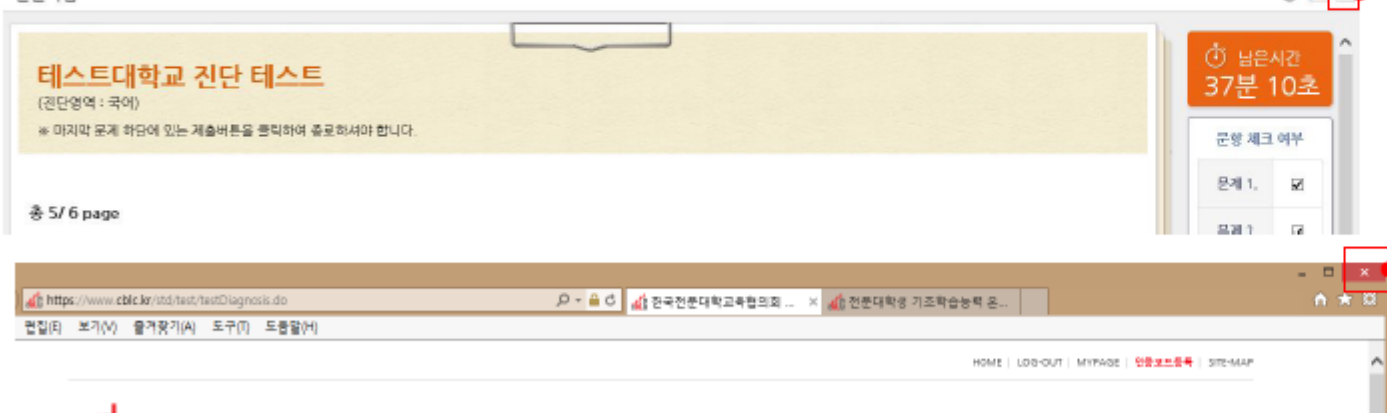 테스트대학교 진단 테스트
남은시간
37분 10초
(진단영역 : 국어)
※ 마지막 문제 하단에 있는 제출버튼을 클릭하여 종료하셔야 합니다.
문항 체크 여부
문제 1.
총 5/ 6 page
https://www.cblc.kr/std/test/testDiagnosis.do
한국전문대학교육협의회 ...
전문대학생 기초학습능력 온...
편집(E) 보기(V) 즐겨찾기(A) 도구(T) 도움말(H)
HOME | LOG-OUT | MYPAGE | 인증코드등록 | SITE-MAP